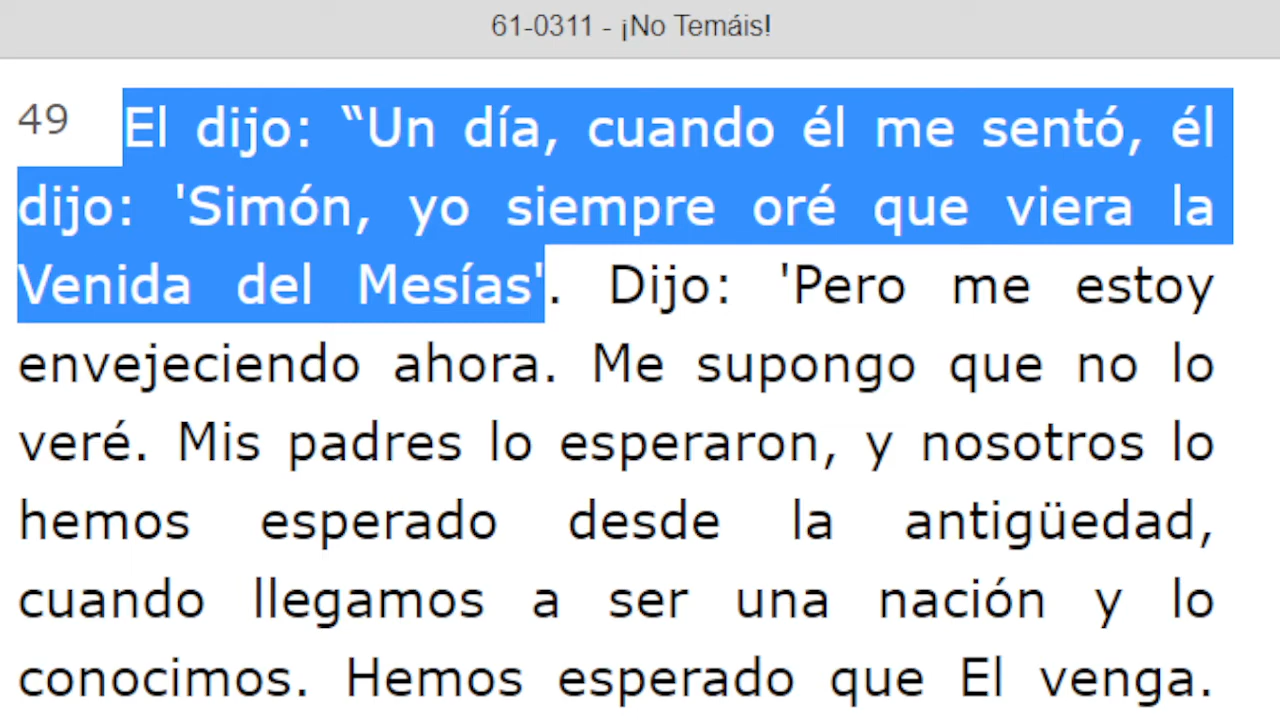 61-0311 - ¡No Temáis!
49 El dijo: “Un día, cuando él me sentó, él
dijo: 'Simón, yo siempre oré que viera la
Venida del Mesías'. Dijo: 'Pero me estoy
envejeciendo ahora. Me supongo que no lo
veré. Mis padres lo esperaron, y nosotros lo
hemos esperado desde la antigüedad,
cuando llegamos a ser una nación y lo
conocimos. Hemos esperado que El venga.